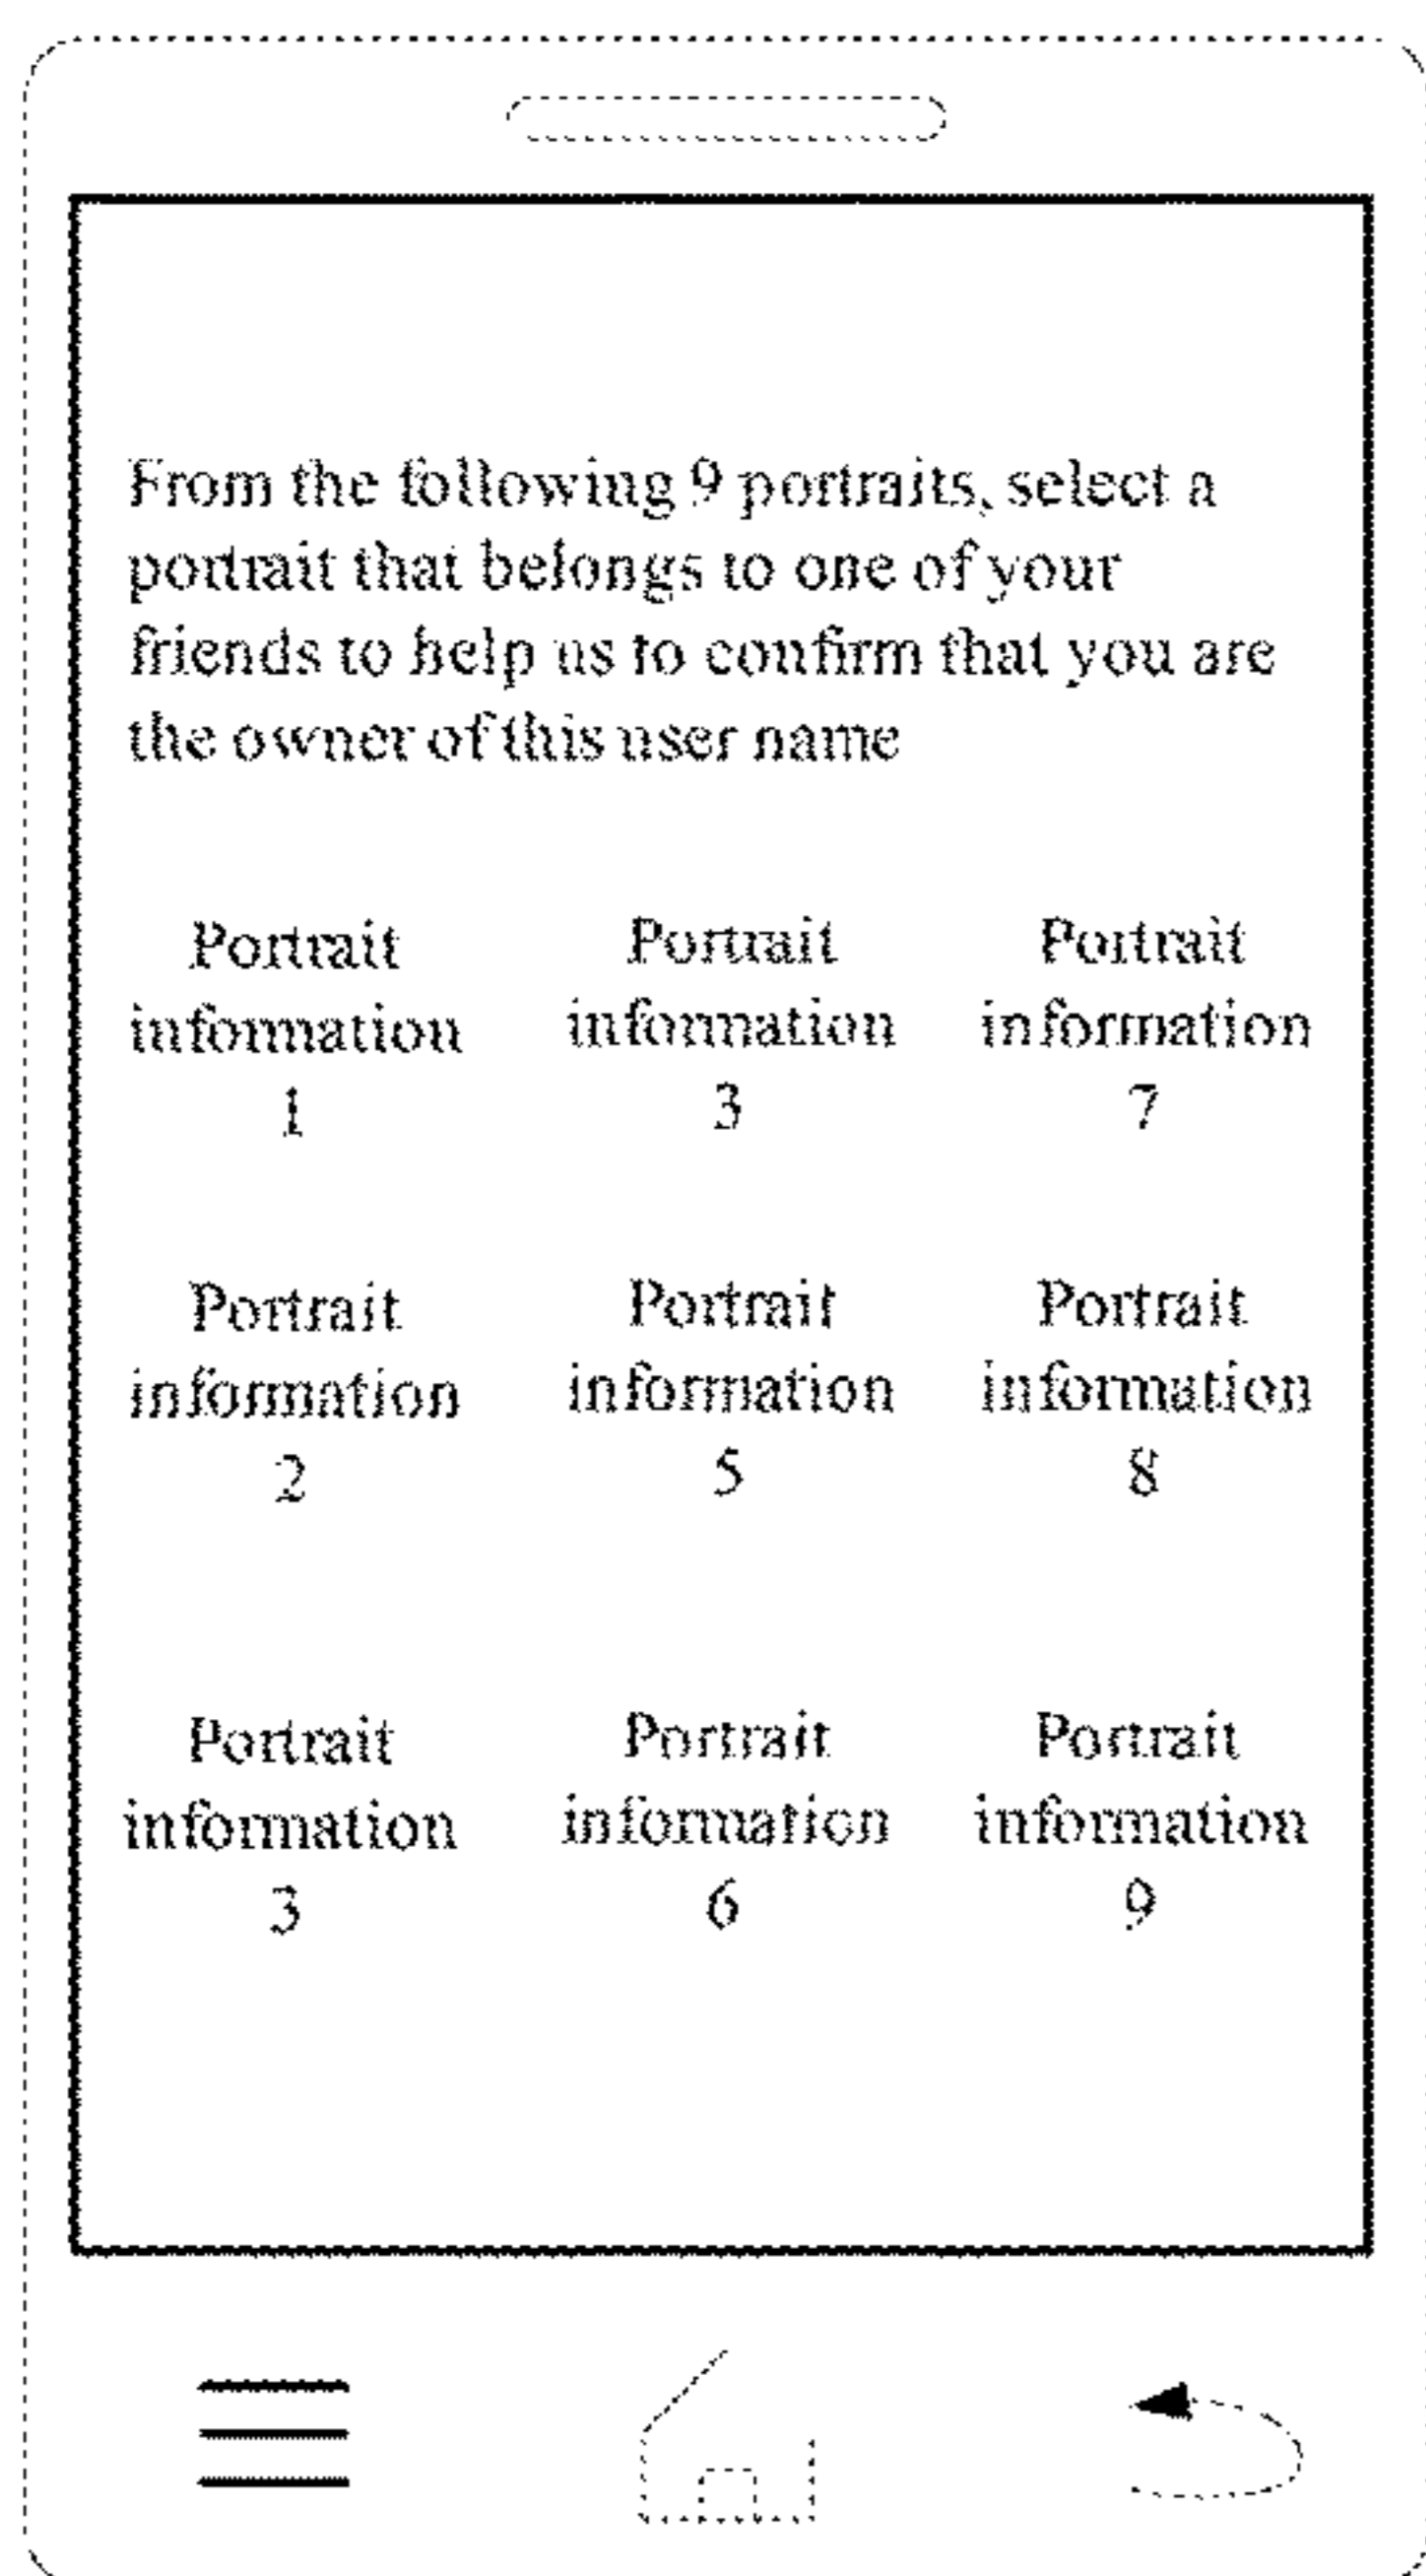 From the following 9 portraits, select a
portrait that belongs to one of your
friends to help us to confirm that you are
the owner of this user name
Portrait Portrait Portrait
information information information
1 3 7
Portrait Portrait Portrait
information information information
2 5 8
Portrait Portrait Portrait
information information information
3 6 9